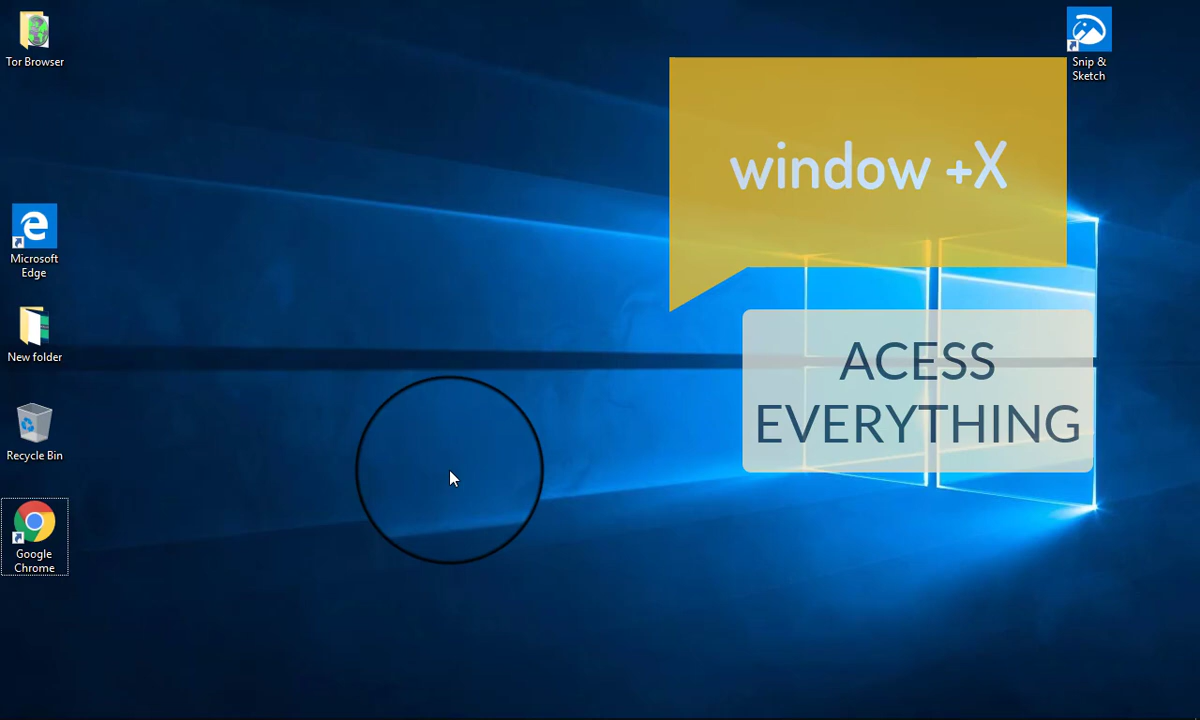 Tor Browser
Snip &
Sketch
window +X
Microsoft
Edge
ACESS
EVERYTHING
New folder
Recycle Bin
Google
Chrome